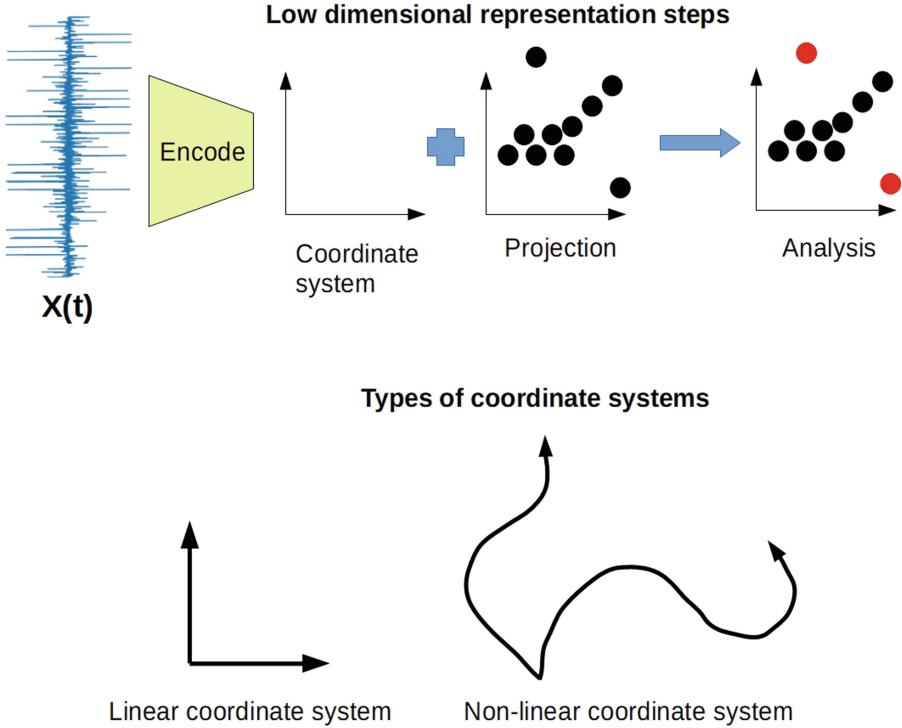 Low dimensional representation steps
Encode
Coordinate
system
Projection
Analysis
X(t)
Types of coordinate systems
Linear coordinate system
Non-linear coordinate system